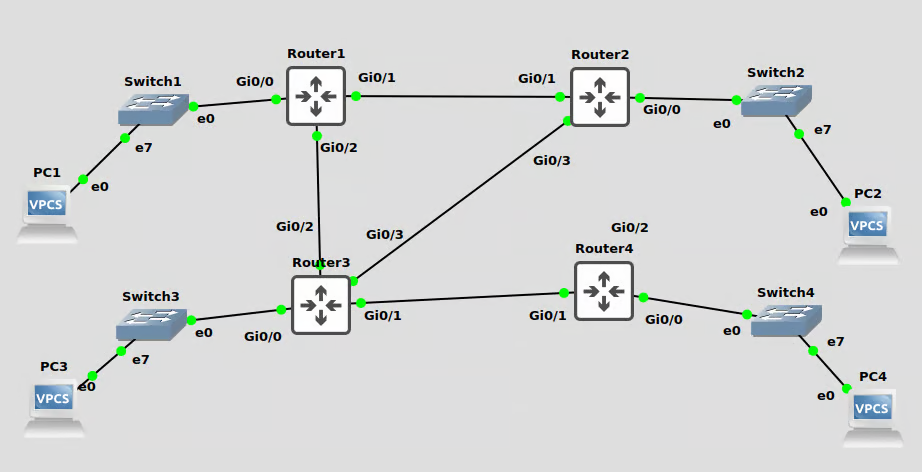 Router1
Router2
Switch1
Gi0/0
Gi0/1
Gi0/1
Switch2
e0
Gi0/0
e0
e7
e7
Gi0/2
Gi0/3
PC1
VPCS
e0
PC2
VPCS
e0
Gi0/2
Gi0/3
Gi0/2
Router3
Router4
Switch3
Switch4
e0
Gi0/0
Gi0/1
Gi0/1
Gi0/0
e0
e7
e7
PC3
VPCS
e0
PC4
VPCS
e0